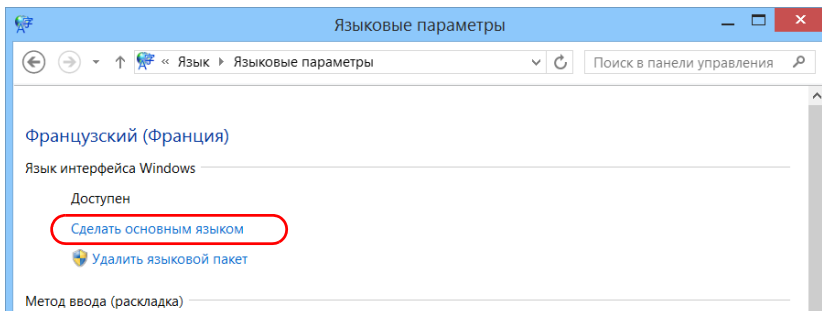 Языковые параметры
« Язык Языковые параметры Поиск в панели управления
Французский (Франция)
Язык интерфейса Windows
Доступен
Сделать основным языком
Удалить языковой пакет
Метод ввода (раскладка)